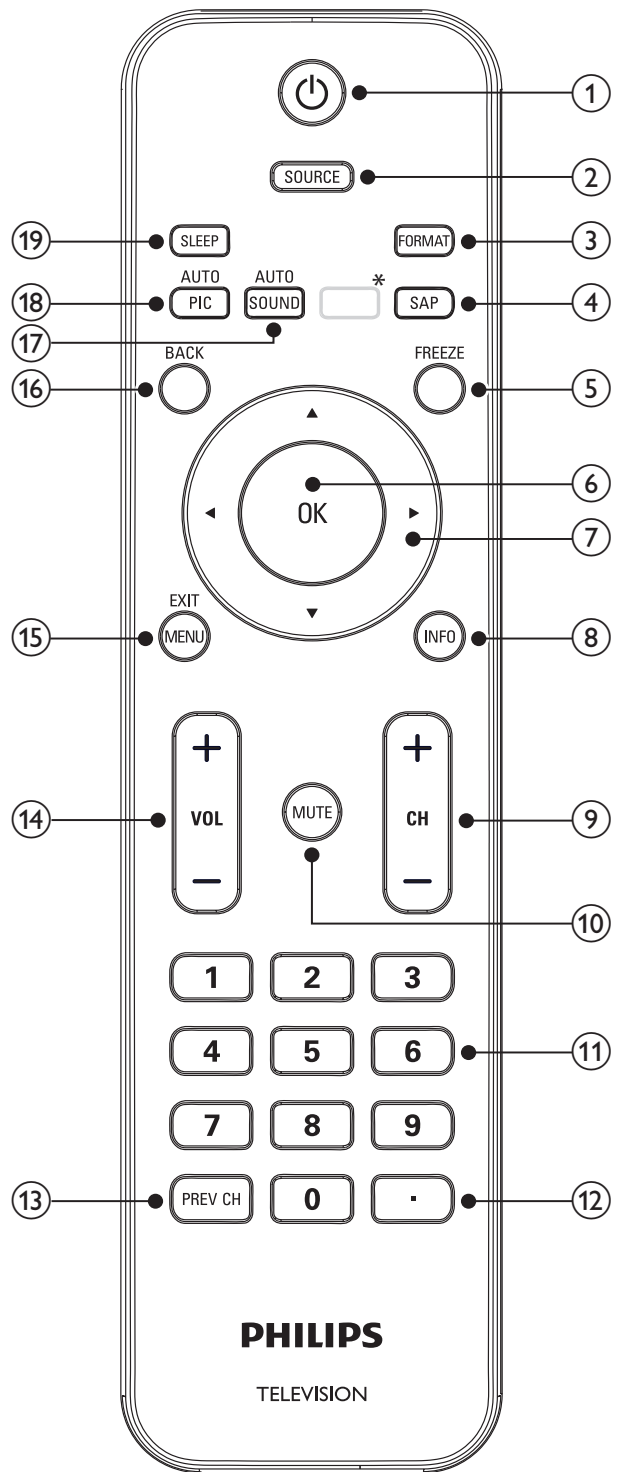 1
SOURCE 2
19 SLEEP FORMAT 3
AUTO AUTO *
18 PIC SOUND SAP 4
17
BACK FREEZE
16 5
6
OK
7
EXIT
15 MENU INFO 8
+ +
14 VOL MUTE CH 9
− −
10
1 2 3
4 5 6 11
7 8 9
13 PREV CH 0 . 12
PHILIPS
TELEVISION